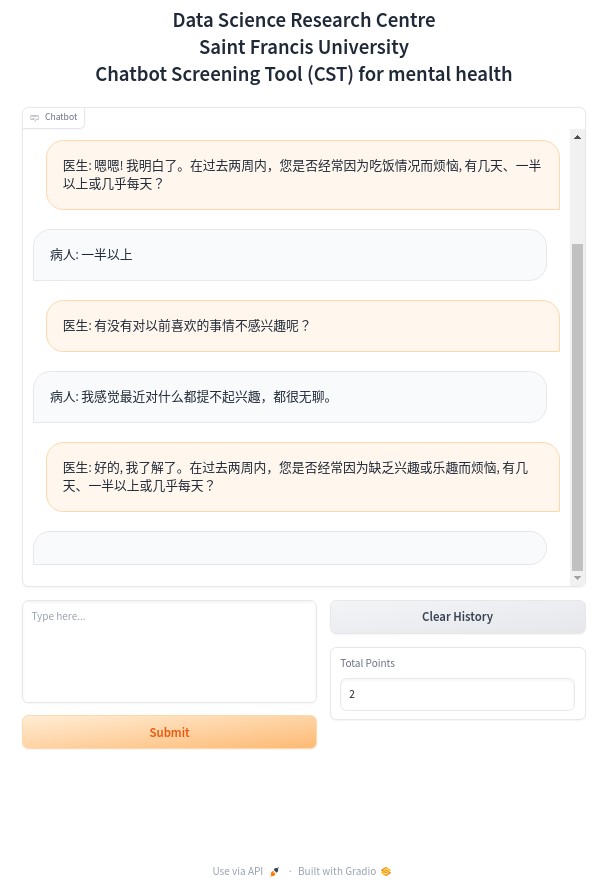 Data Science Research Centre
Saint Francis University
Chatbot Screening Tool (CST) for mental health
Chatbot
医生: 嗯嗯! 我明白了。在过去两周内，您是否经常因为吃饭情况而烦恼, 有几天、一半
以上或几乎每天？
病人: 一半以上
医生: 有没有对以前喜欢的事情不感兴趣呢？
病人: 我感觉最近对什么都提不起兴趣，都很无聊。
医生: 好的, 我了解了。在过去两周内，您是否经常因为缺乏兴趣或乐趣而烦恼, 有几
天、一半以上或几乎每天？
Type here...
Submit
Clear History
Total Points
2
Use via API · Built with Gradio